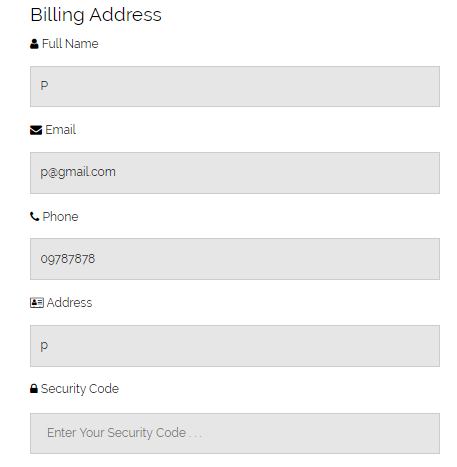 Billing Address
Full Name
P
Email
p@gmail.com
Phone
09787878
Address
p
Security Code
Enter Your Security Code . . .